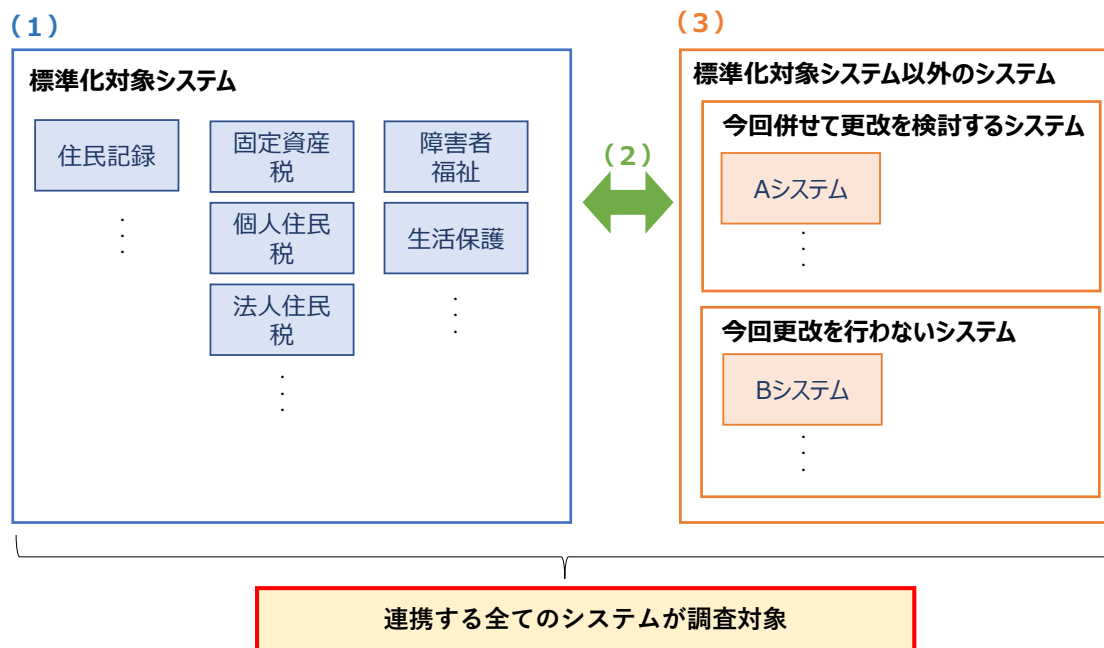 （1）
標準化対象システム
住民記録
・
・
・
固定資産
税
個人住民
税
法人住民
税
・
・
・
障害者
福祉
生活保護
・
・
・
（2）
（3）
標準化対象システム以外のシステム
今回併せて更改を検討するシステム
Aシステム
・
・
・
今回更改を行わないシステム
Bシステム
・
・
・
連携する全てのシステムが調査対象